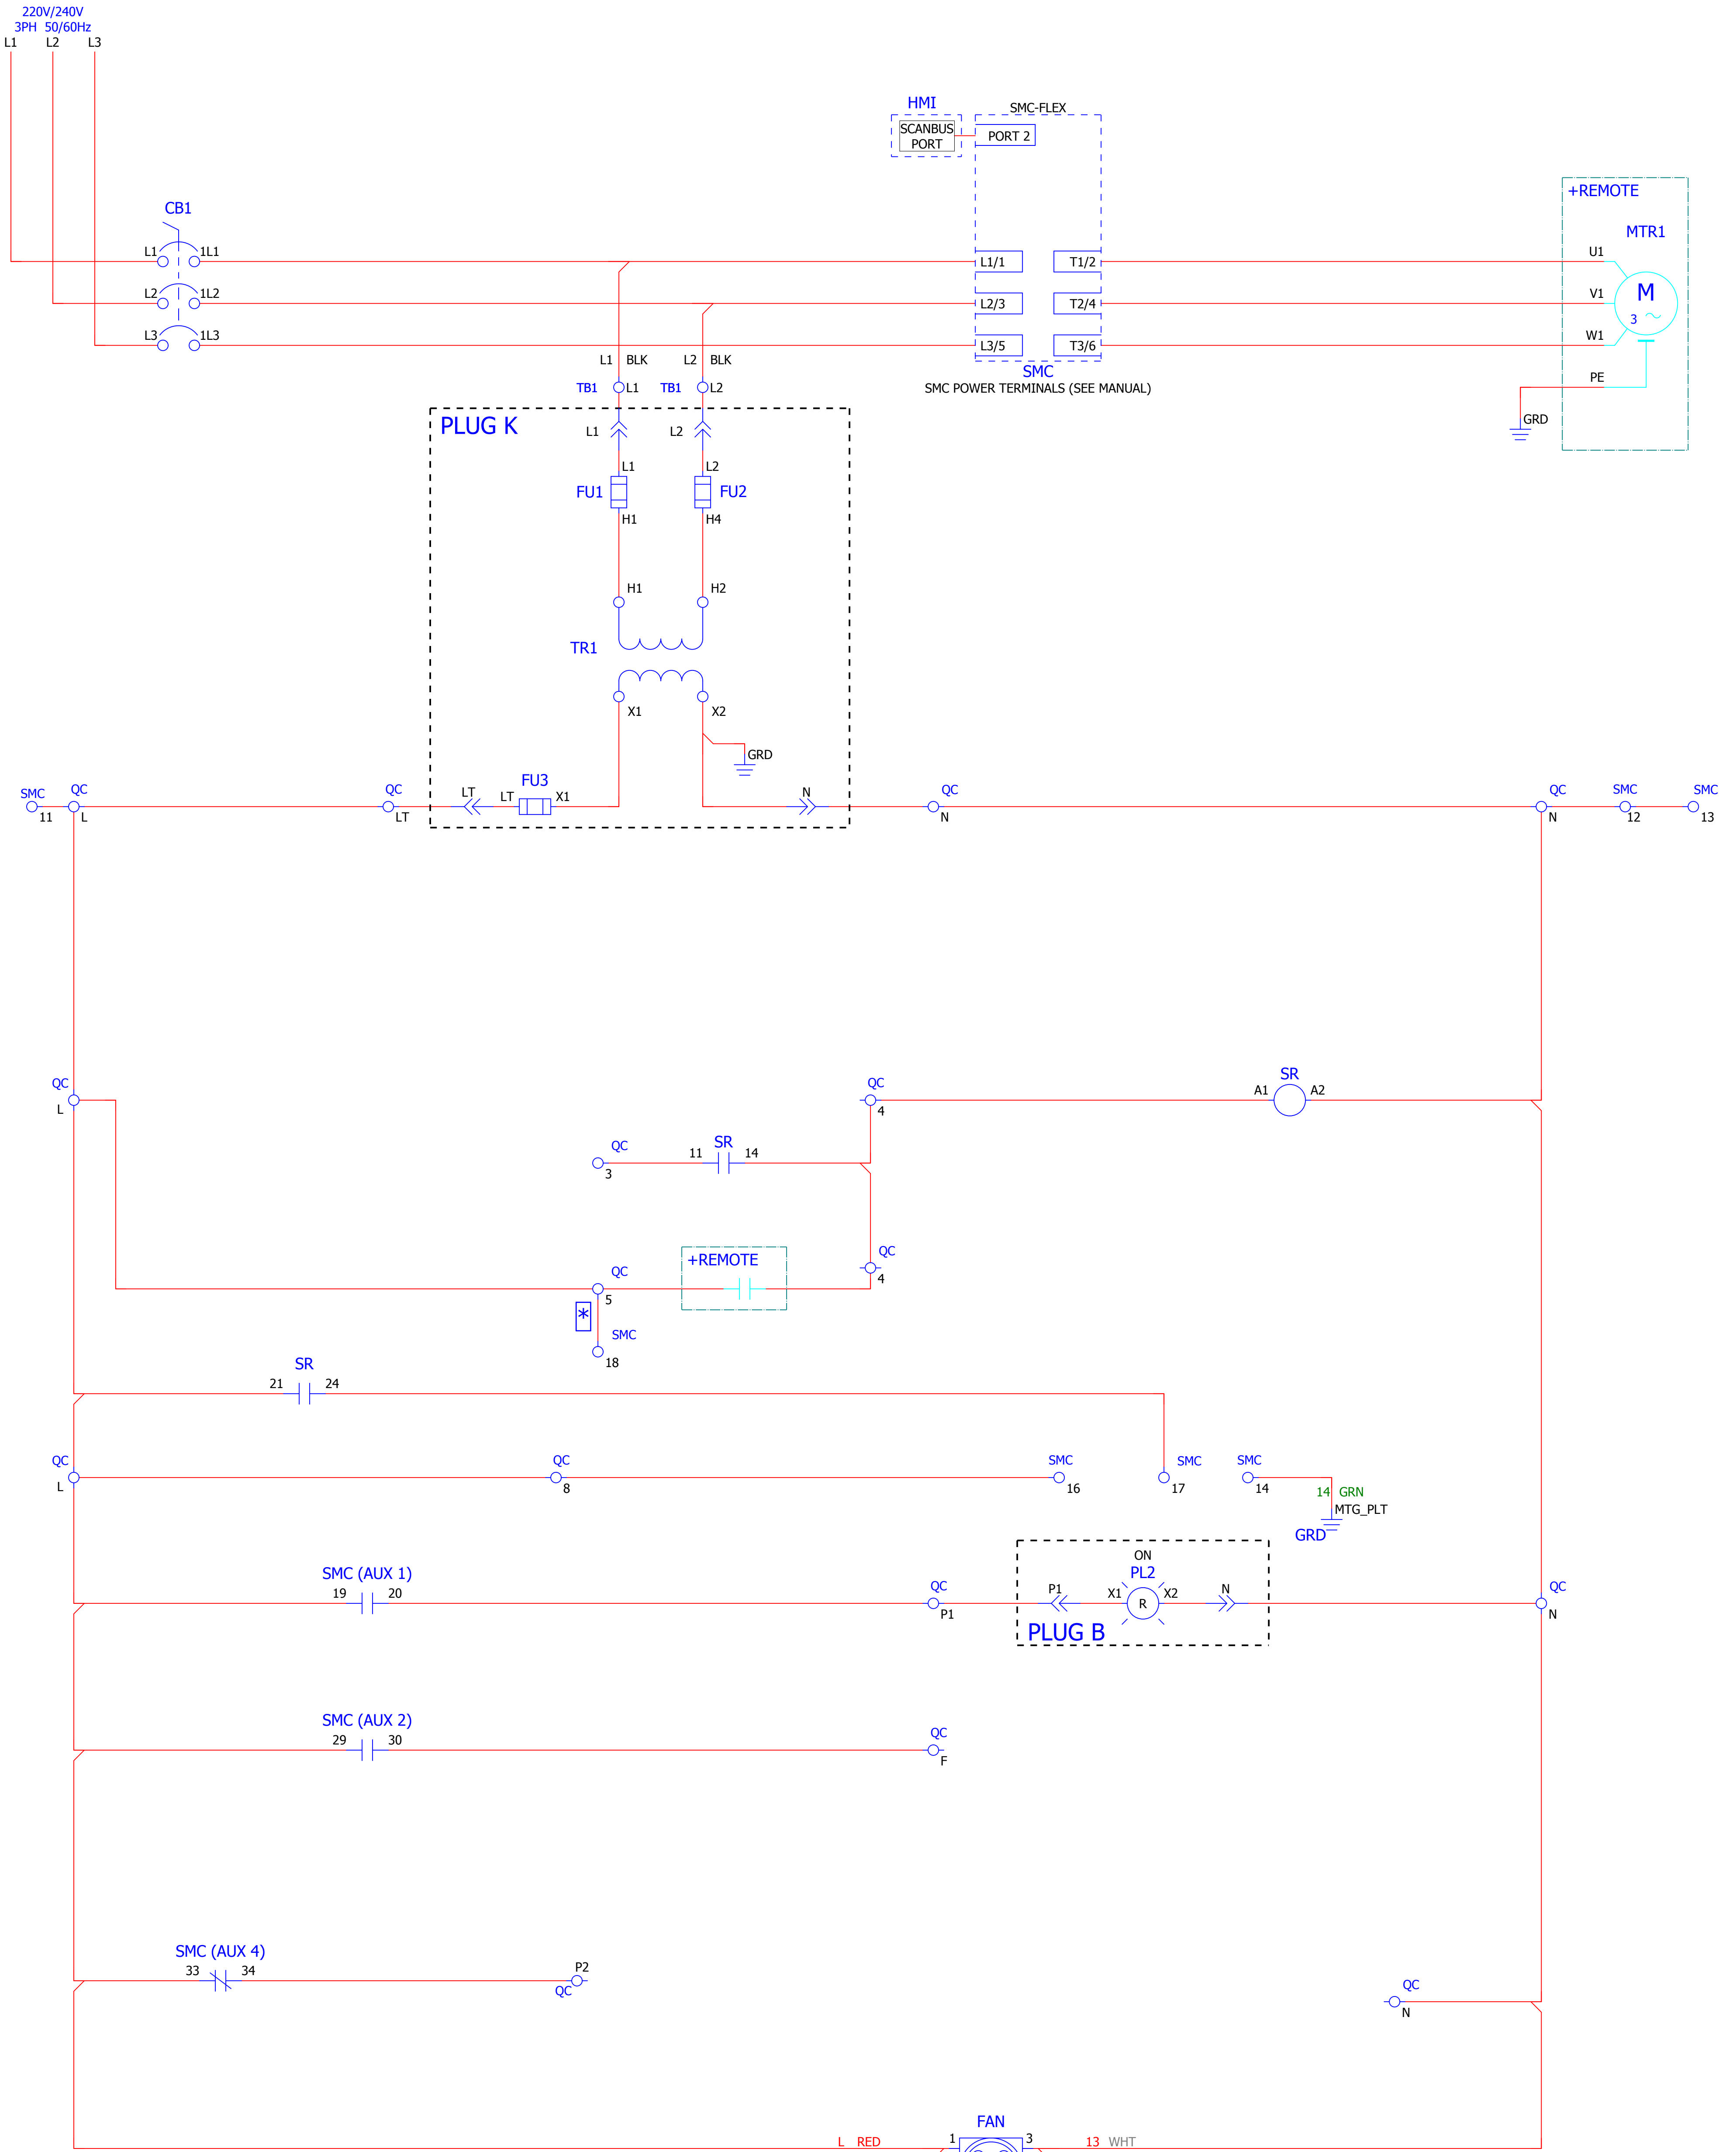 220V/240V
3PH 50/60Hz
L1 L2 L3
HMI
SMC-FLEX
SCANBUS
PORT
PORT 2
+REMOTE
CB1
MTR1
L1 1L1
L1/1 T1/2
U1
L2 1L2
L2/3 T2/4
V1
M
3
L3 1L3
L3/5 T3/6
W1
L1 BLK L2 BLK
SMC
PE
TB1 L1 TB1 L2
SMC POWER TERMINALS (SEE MANUAL)
PLUG K
L1 L2
GRD
L1 L2
FU1 FU2
H1 H4
H1 H2
TR1
X1 X2
GRD
FU3
SMC QC QC
LT LT X1 N
QC QC SMC SMC
11 L LT N N 12 13
QC QC
SR
A1 A2
L 4
QC SR
11 14
3
QC
+REMOTE
QC
4
5
*
SMC
18
SR
21 24
QC QC SMC SMC SMC
L 8 16 17 14
14 GRN
MTG_PLT
GRD
ON
SMC (AUX 1)
PL2
19 20
QC
P1 X1 R X2 N
QC
P1 N
PLUG B
SMC (AUX 2)
29 30
QC
F
SMC (AUX 4)
33 34
P2
QC
QC
N
FAN
L RED 1 3 13 WHT